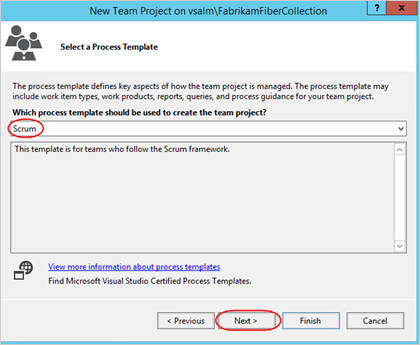 New Team Project on vsalm\FabrikamFiberCollection
?
Select a Process Template
The process template defines key aspects of how the team project is managed. The process template may
include work item types, work products, reports, queries, and process guidance for your team project.
Which process template should be used to create the team project?
Scrum
This template is for teams who follow the Scrum framework.
View more information about process templates
Find Microsoft Visual Studio Certified Process Templates.
< Previous
Next >
Finish
Cancel